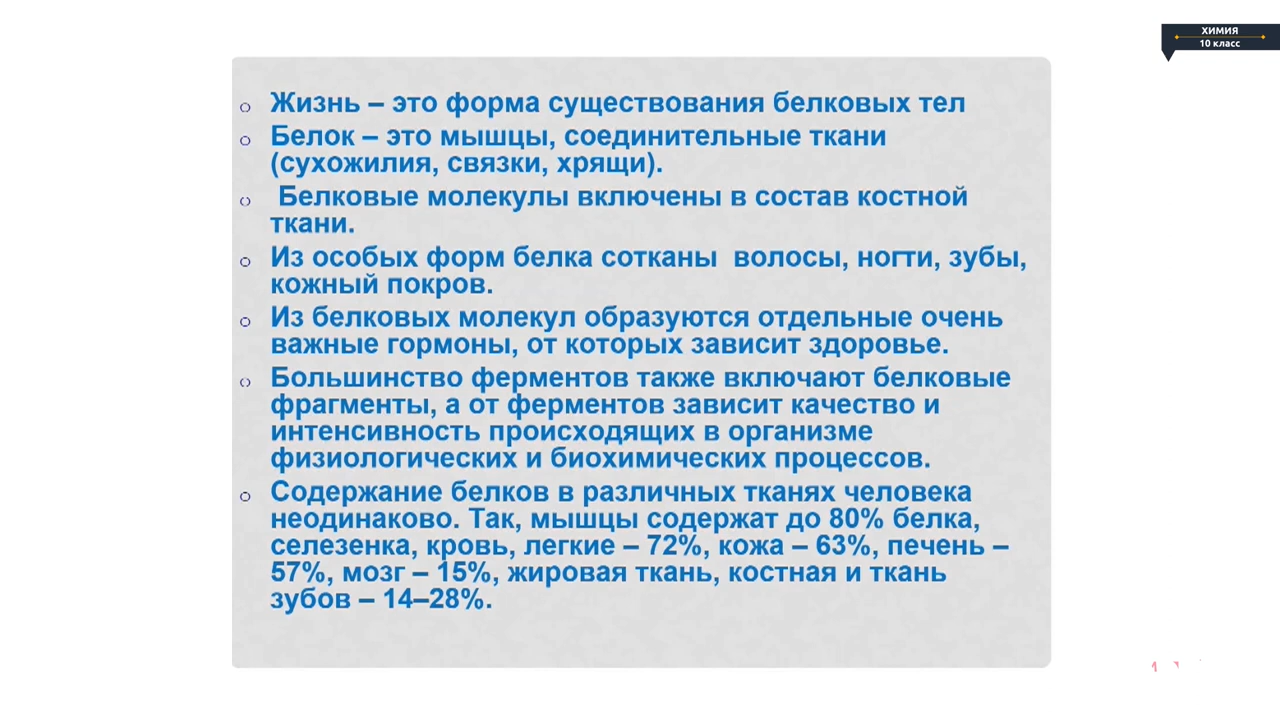 ХИМИЯ
10 класс
Жизнь – это форма существования белковых тел
Белок – это мышцы, соединительные ткани
(сухожилия, связки, хрящи).
Белковые молекулы включены в состав костной
ткани.
Из особых форм белка сотканы волосы, ногти, зубы,
кожный покров.
Из белковых молекул образуются отдельные очень
важные гормоны, от которых зависит здоровье.
Большинство ферментов также включают белковые
фрагменты, а от ферментов зависит качество и
интенсивность происходящих в организме
физиологических и биохимических процессов.
Содержание белков в различных тканях человека
неодинаково. Так, мышцы содержат до 80% белка,
селезенка, кровь, легкие – 72%, кожа – 63%, печень –
57%, мозг – 15%, жировая ткань, костная и ткань
зубов – 14–28%.